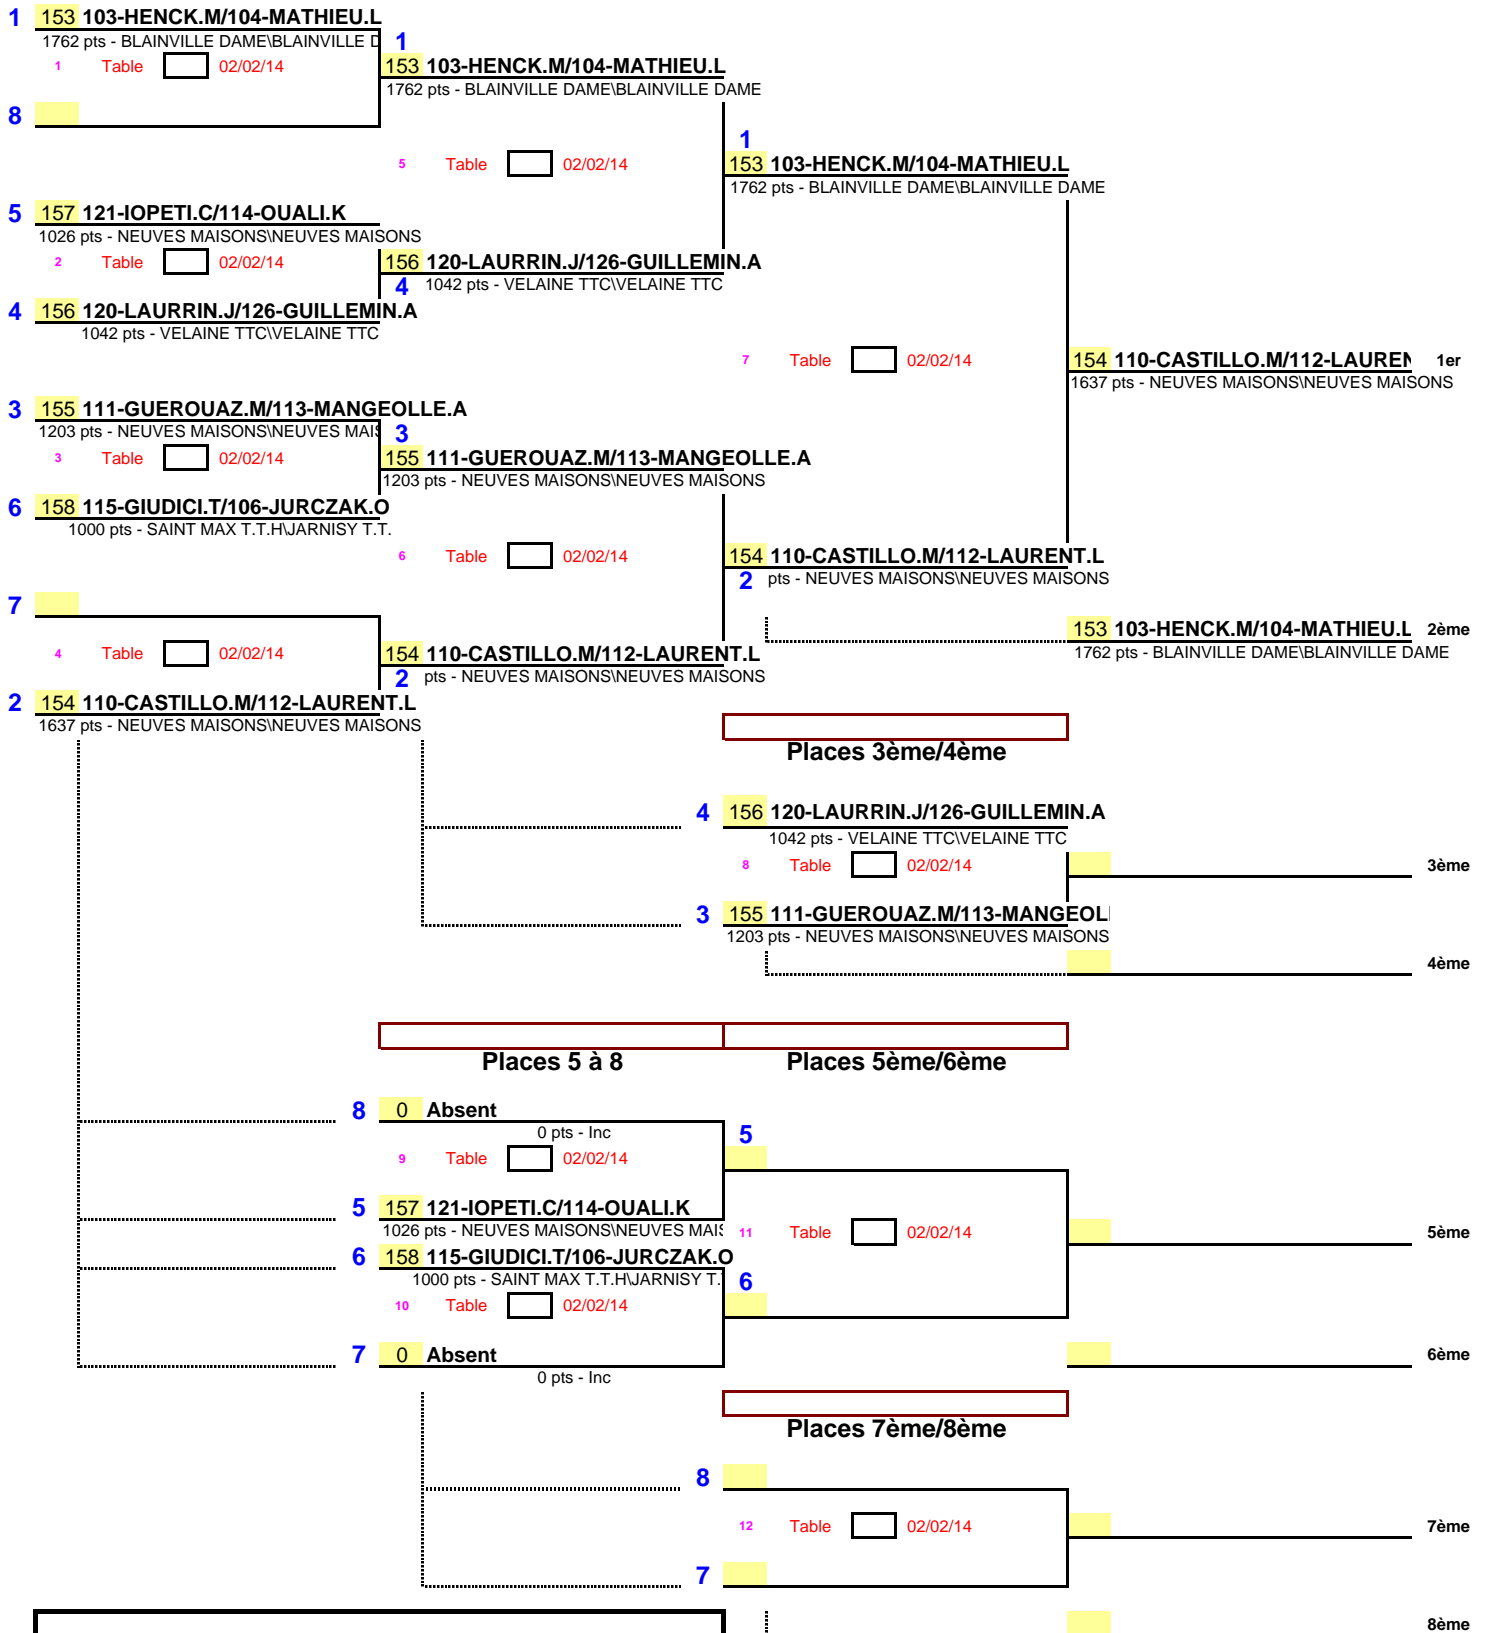 1 153 103-HENCK.M/104-MATHIEU.L
1762 pts - BLAINVILLE DAME\BLAINVILLE D
1
1 Table 02/02/14
153 103-HENCK.M/104-MATHIEU.L
1762 pts - BLAINVILLE DAME\BLAINVILLE DAME
8
1
5 Table 02/02/14
153 103-HENCK.M/104-MATHIEU.L
1762 pts - BLAINVILLE DAME\BLAINVILLE DAME
5 157 121-IOPETI.C/114-OUALI.K
1026 pts - NEUVES MAISONS\NEUVES MAISONS
2 Table 02/02/14
156 120-LAURRIN.J/126-GUILLEMIN.A
4 1042 pts - VELAINE TTC\VELAINE TTC
4 156 120-LAURRIN.J/126-GUILLEMIN.A
1042 pts - VELAINE TTC\VELAINE TTC
7 Table 02/02/14
154 110-CASTILLO.M/112-LAUREN 1er
1637 pts - NEUVES MAISONS\NEUVES MAISONS
3 155 111-GUEROUAZ.M/113-MANGEOLLE.A
1203 pts - NEUVES MAISONS\NEUVES MAIS
3
3 Table 02/02/14
155 111-GUEROUAZ.M/113-MANGEOLLE.A
1203 pts - NEUVES MAISONS\NEUVES MAISONS
6 158 115-GIUDICI.T/106-JURCZAK.O
1000 pts - SAINT MAX T.T.H\JARNISY T.T.
6 Table 02/02/14
154 110-CASTILLO.M/112-LAURENT.L
2 pts - NEUVES MAISONS\NEUVES MAISONS
7
153 103-HENCK.M/104-MATHIEU.L 2ème
1762 pts - BLAINVILLE DAME\BLAINVILLE DAME
4 Table 02/02/14
154 110-CASTILLO.M/112-LAURENT.L
2 pts - NEUVES MAISONS\NEUVES MAISONS
2 154 110-CASTILLO.M/112-LAURENT.L
1637 pts - NEUVES MAISONS\NEUVES MAISONS
Places 3ème/4ème
4 156 120-LAURRIN.J/126-GUILLEMIN.A
1042 pts - VELAINE TTC\VELAINE TTC
8 Table 02/02/14
3ème
3 155 111-GUEROUAZ.M/113-MANGEOL
1203 pts - NEUVES MAISONS\NEUVES MAISONS
4ème
Places 5 à 8 Places 5ème/6ème
8 0 Absent
0 pts - Inc
5
9 Table 02/02/14
5 157 121-IOPETI.C/114-OUALI.K
1026 pts - NEUVES MAISONS\NEUVES MAIS
11 Table 02/02/14
5ème
6 158 115-GIUDICI.T/106-JURCZAK.O
1000 pts - SAINT MAX T.T.H\JARNISY T.
6
10 Table 02/02/14
7 0 Absent
6ème
0 pts - Inc
Places 7ème/8ème
8
12 Table 02/02/14
7ème
7
8ème